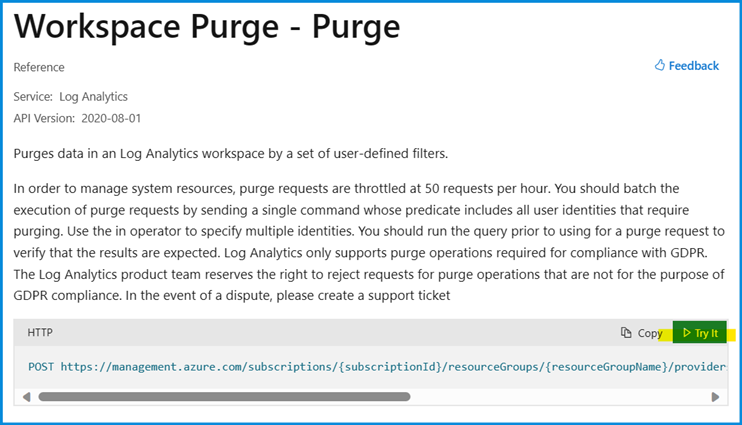 Workspace Purge - Purge
Reference
Feedback
Service: Log Analytics
API Version: 2020-08-01
Purges data in an Log Analytics workspace by a set of user-defined filters.
In order to manage system resources, purge requests are throttled at 50 requests per hour. You should batch the
execution of purge requests by sending a single command whose predicate includes all user identities that require
purging. Use the in operator to specify multiple identities. You should run the query prior to using for a purge request to
verify that the results are expected. Log Analytics only supports purge operations required for compliance with GDPR.
The Log Analytics product team reserves the right to reject requests for purge operations that are not for the purpose of
GDPR compliance. In the event of a dispute, please create a support ticket
HTTP
Copy
Try It
POST https://management.azure.com/subscriptions/{subscriptionId}/resourceGroups/{resourceGroupName}/provider